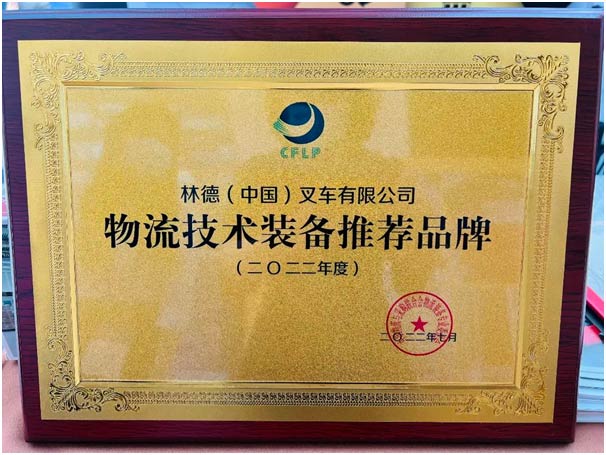 CFLP
林德（中国）叉车有限公司
物流技术装备推荐品牌
（二〇二二年度）
二〇二二年七月